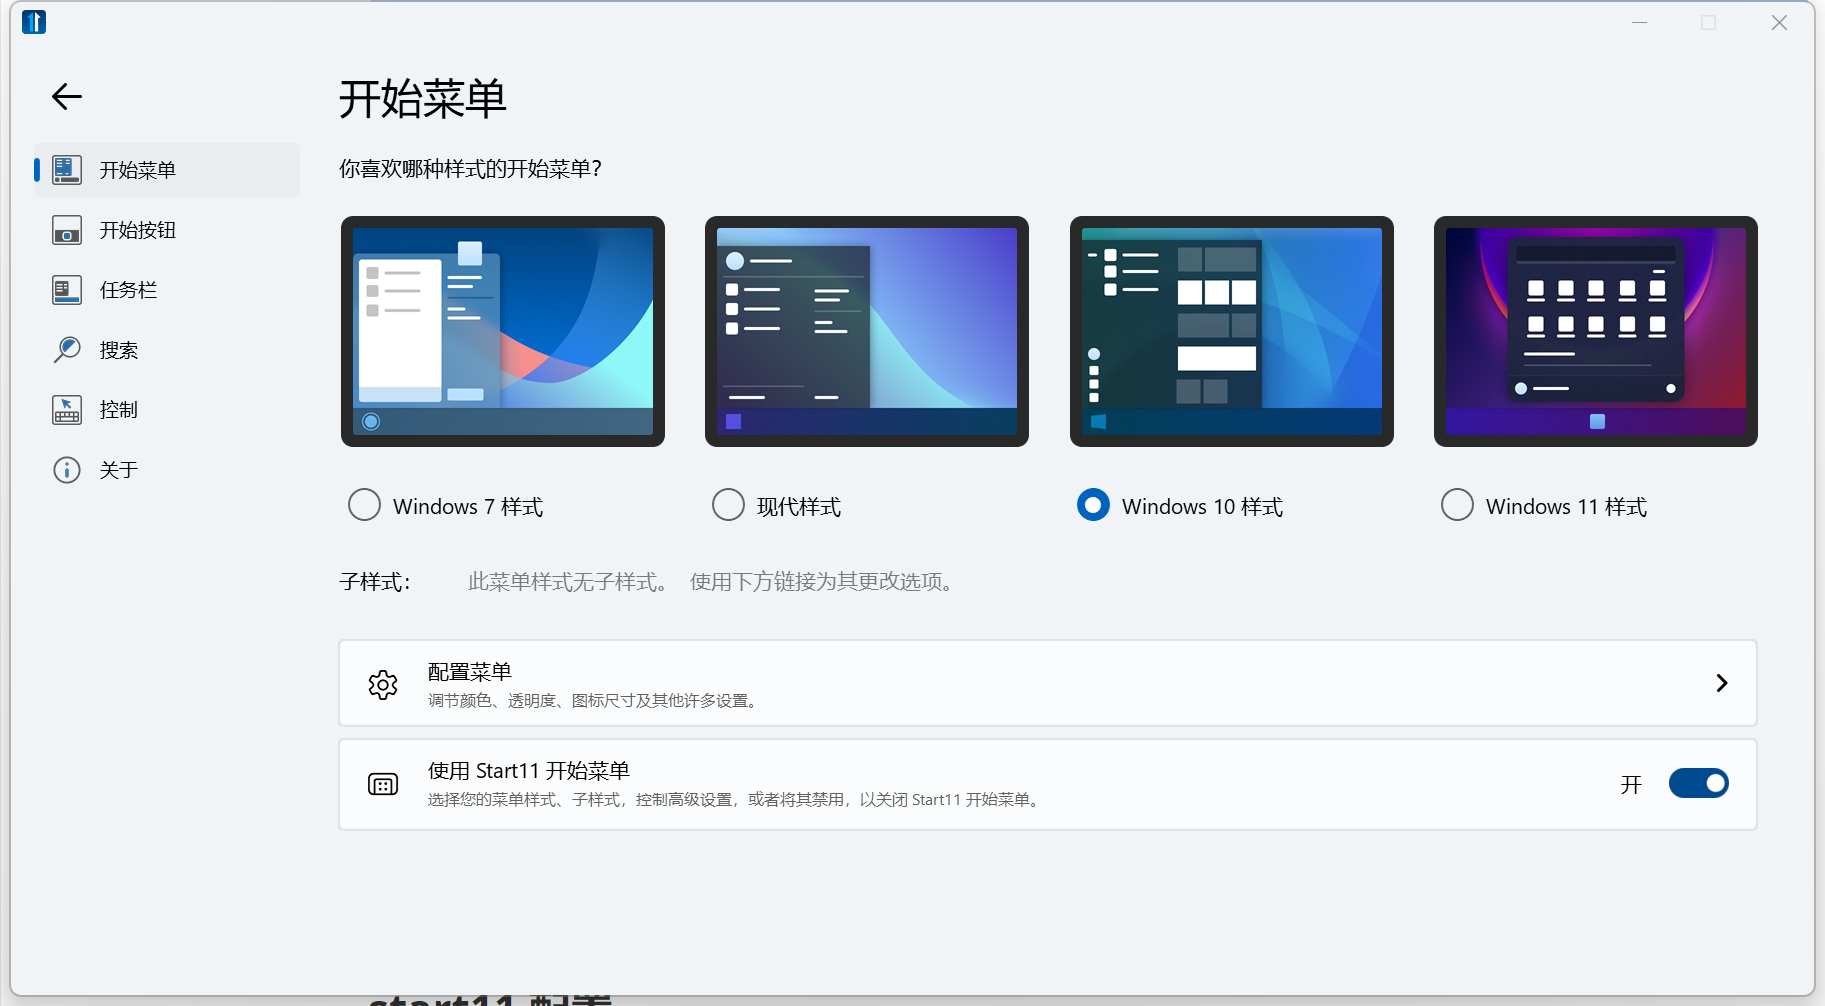 开始菜单
开始菜单
开始按钮
任务栏
搜索
控制
关于
你喜欢哪种样式的开始菜单?
Windows 7 样式
现代样式
Windows 10 样式
Windows 11 样式
子样式： 此菜单样式无子样式。 使用下方链接为其更改选项。
配置菜单
调节颜色、透明度、图标尺寸及其他许多设置。
使用 Start11 开始菜单
选择您的菜单样式、子样式，控制高级设置，或者将其禁用，以关闭 Start11 开始菜单。
开
start11 配置